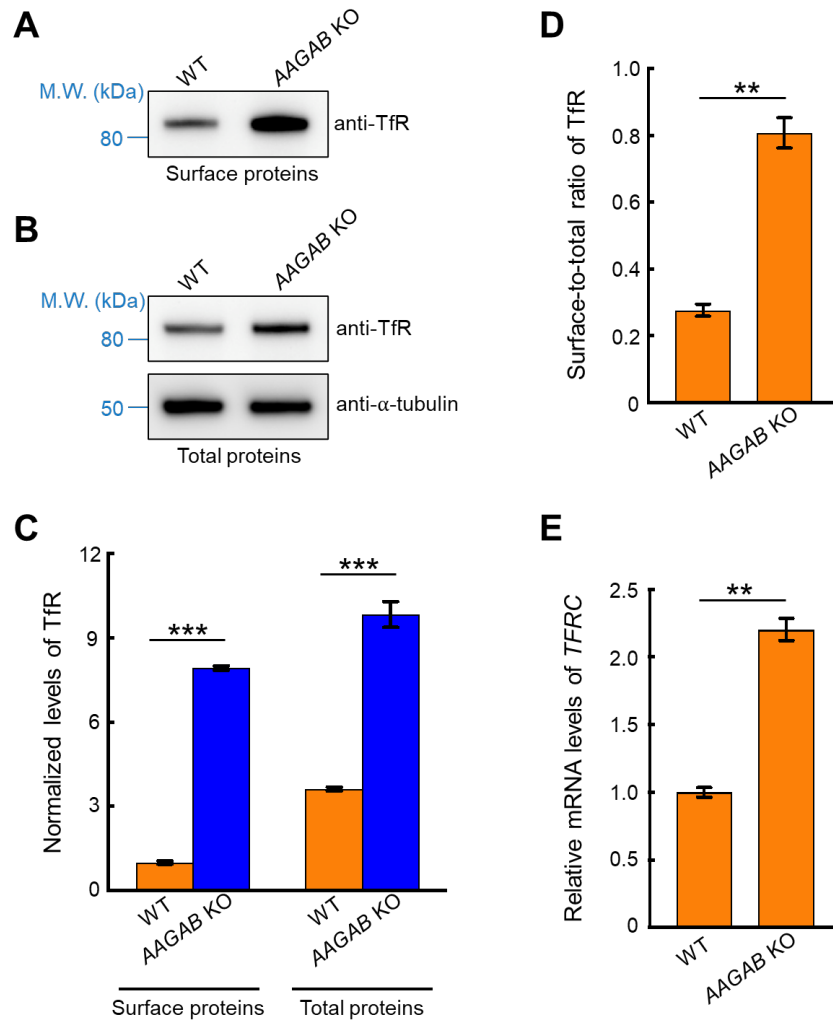 A
WT
AAGAB KO
M.W. (kDa)
80
anti-TfR
Surface proteins
B
WT
AAGAB KO
M.W. (kDa)
80
anti-TfR
50
anti-α-tubulin
Total proteins
C
Normalized levels of TfR
12
9
6
3
0
***
***
WT
AAGAB KO
WT
AAGAB KO
Surface proteins
Total proteins
D
Surface-to-total ratio of TfR
1.0
0.8
0.6
0.4
0.2
0
**
WT
AAGAB KO
E
Relative mRNA levels of TFRC
2.5
2.0
1.5
1.0
0.5
0
**
WT
AAGAB KO